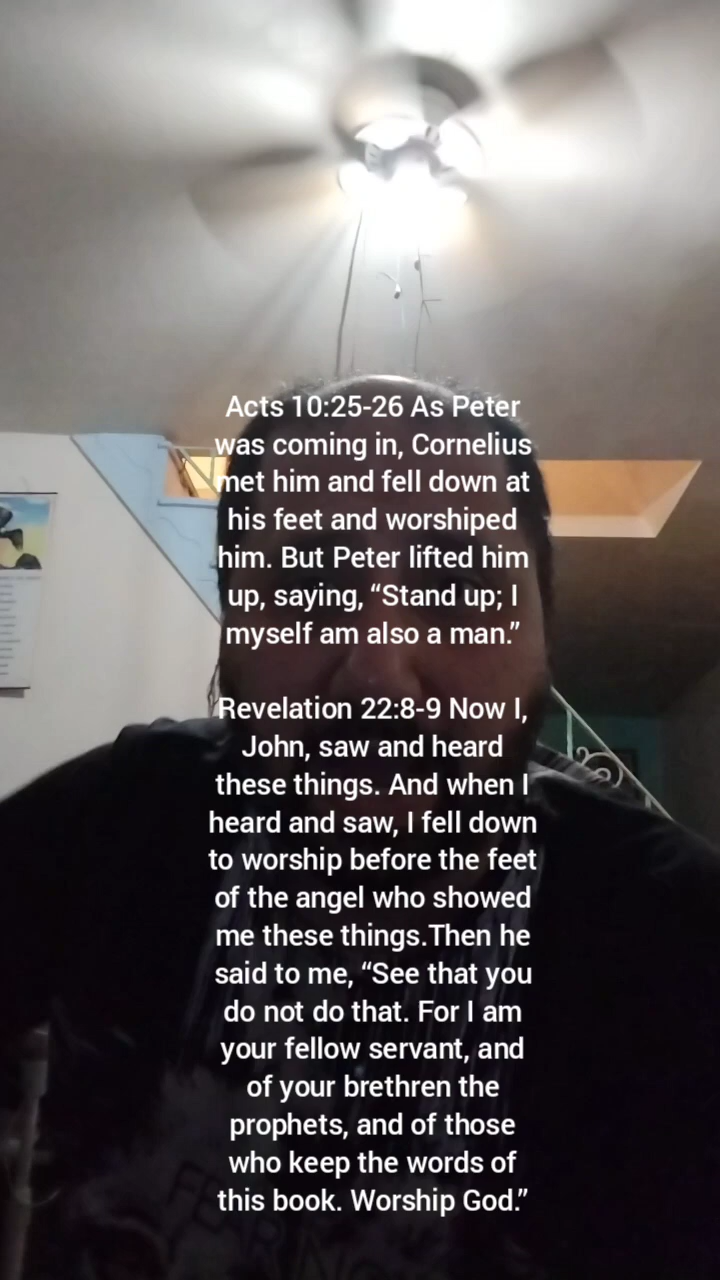 Acts 10:25-26 As Peter
was coming in, Cornelius
met him and fell down at
his feet and worshiped
him. But Peter lifted him
up, saying, “Stand up; I
myself am also a man.”
Revelation 22:8-9 Now I,
John, saw and heard
these things. And when I
heard and saw, I fell down
to worship before the feet
of the angel who showed
me these things.Then he
said to me, “See that you
do not do that. For I am
your fellow servant, and
of your brethren the
prophets, and of those
who keep the words of
this book. Worship God.”